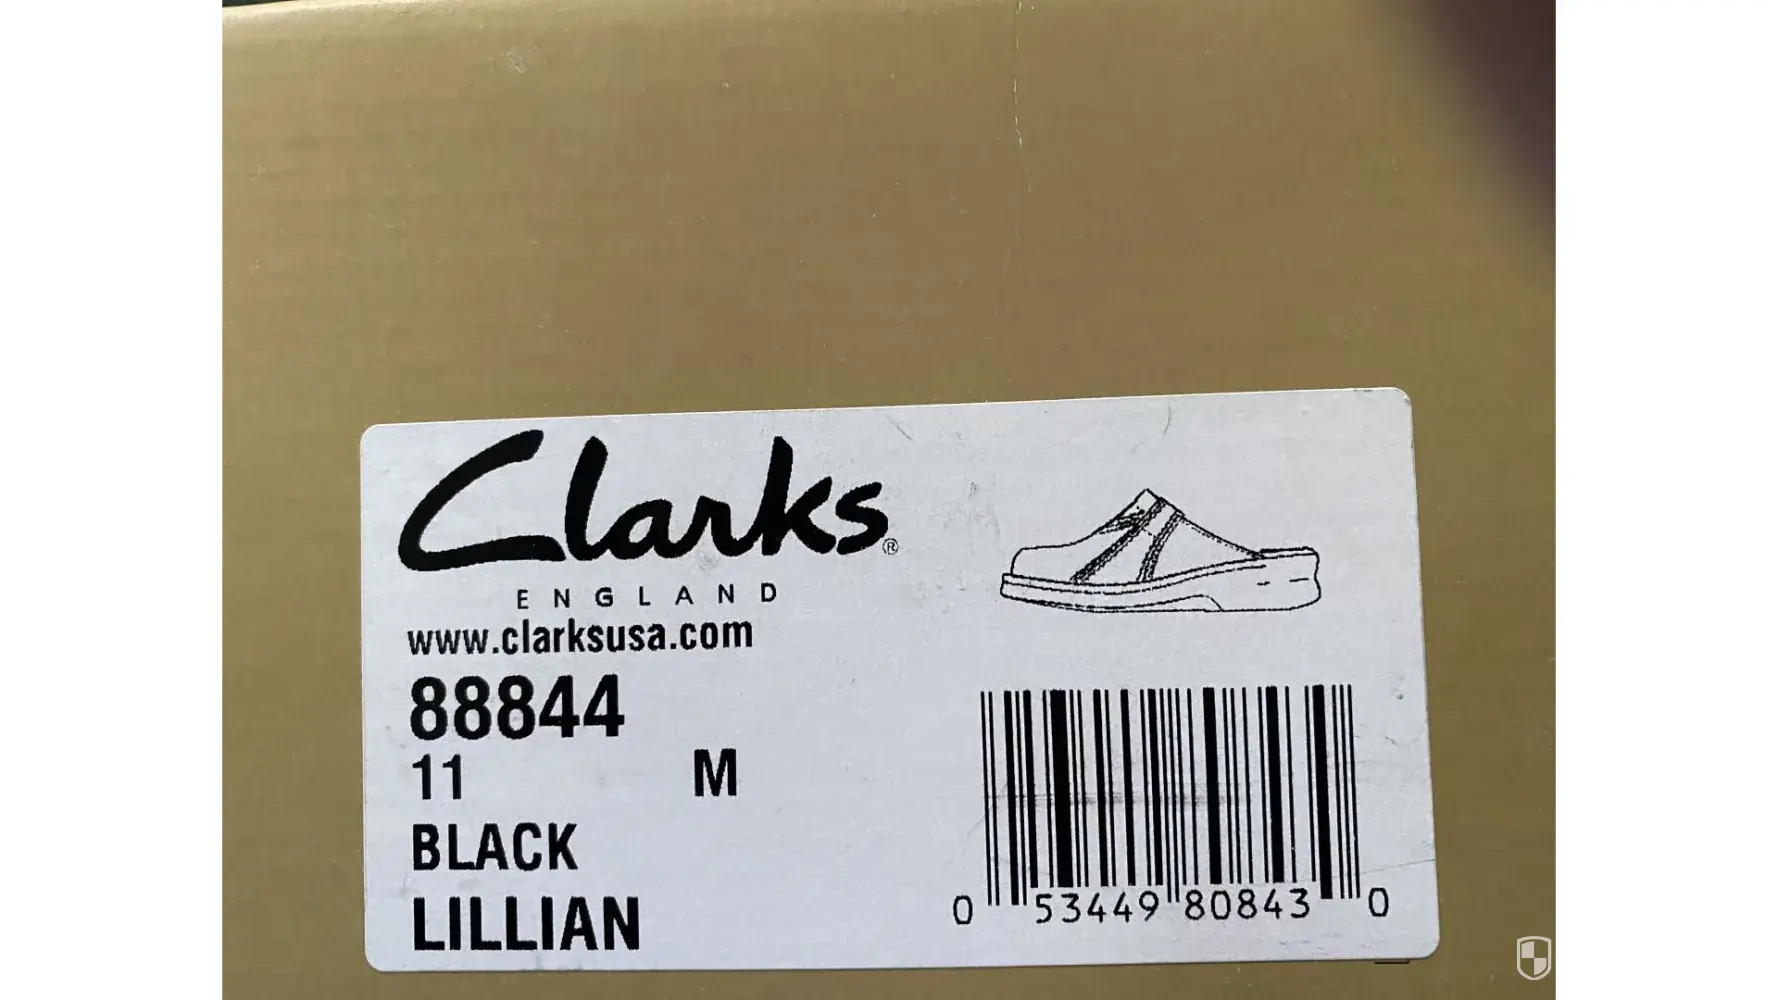 Clarks®
ENGLAND
www.clarksusa.com
88844
11 M
BLACK
LILLIAN
0 53449 80843 0